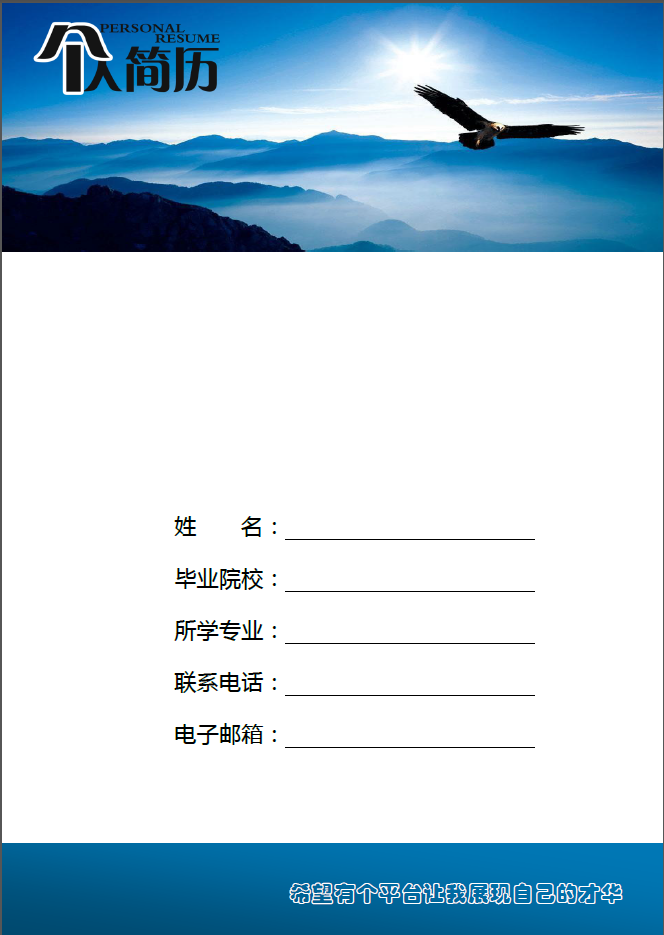 PERSONAL
RESUME
个人简历
姓　　名：
毕业院校：
所学专业：
联系电话：
电子邮箱：
希望有个平台让我展现自己的才华